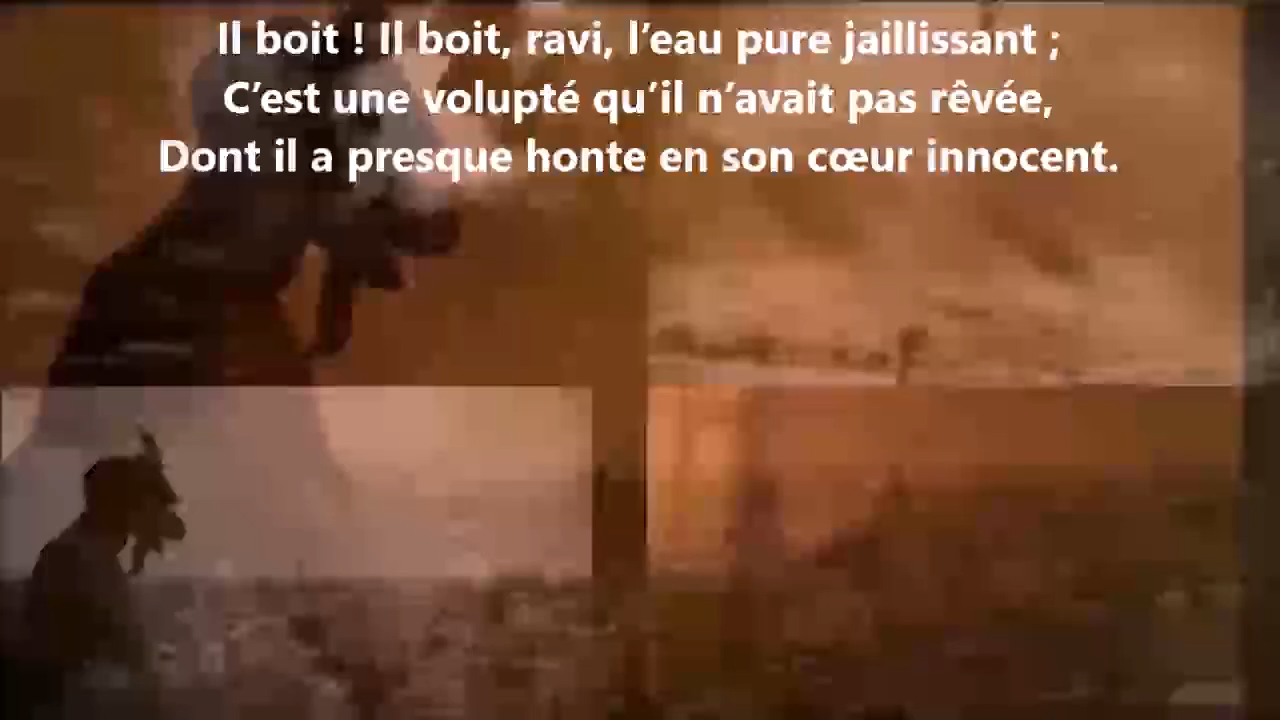 Il boit ! Il boit, ravi, l’eau pure jaillissant ;
C’est une volupté qu’il n’avait pas rêvée,
Dont il a presque honte en son cœur innocent.